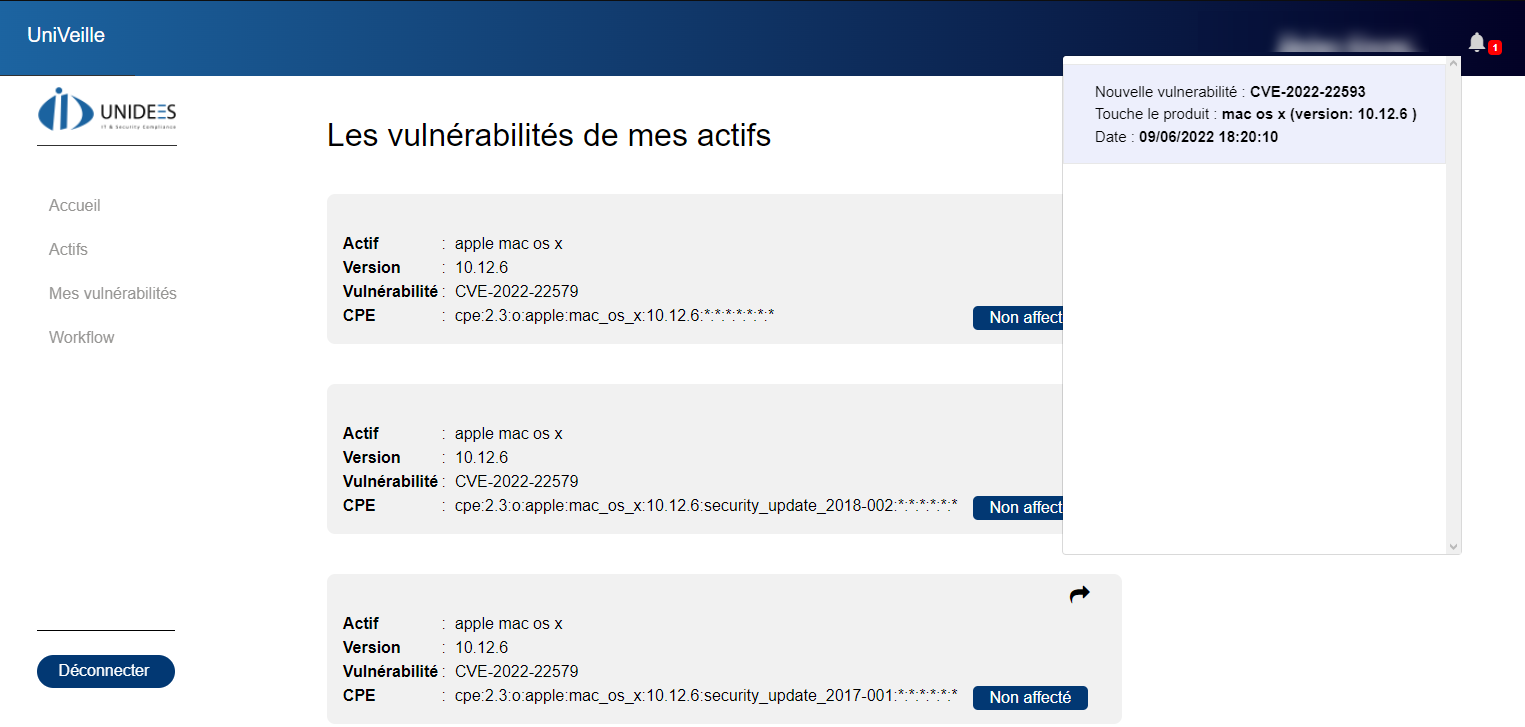 UniVeille
1
UNIDEES
IT & Security Compliance
Accueil
Actifs
Mes vulnérabilités
Workflow
Déconnecter
Les vulnérabilités de mes actifs
Actif : apple mac os x
Version : 10.12.6
Vulnérabilité : CVE-2022-22579
CPE : cpe:2.3:o:apple:mac_os_x:10.12.6:*:*:*:*:*:*:*
Non affect
Actif : apple mac os x
Version : 10.12.6
Vulnérabilité : CVE-2022-22579
CPE : cpe:2.3:o:apple:mac_os_x:10.12.6:security_update_2018-002:*:*:*:*:*:*
Non affect
Actif : apple mac os x
Version : 10.12.6
Vulnérabilité : CVE-2022-22579
CPE : cpe:2.3:o:apple:mac_os_x:10.12.6:security_update_2017-001:*:*:*:*:*:*
Non affecté
Nouvelle vulnerabilité : CVE-2022-22593
Touche le produit : mac os x (version: 10.12.6 )
Date : 09/06/2022 18:20:10